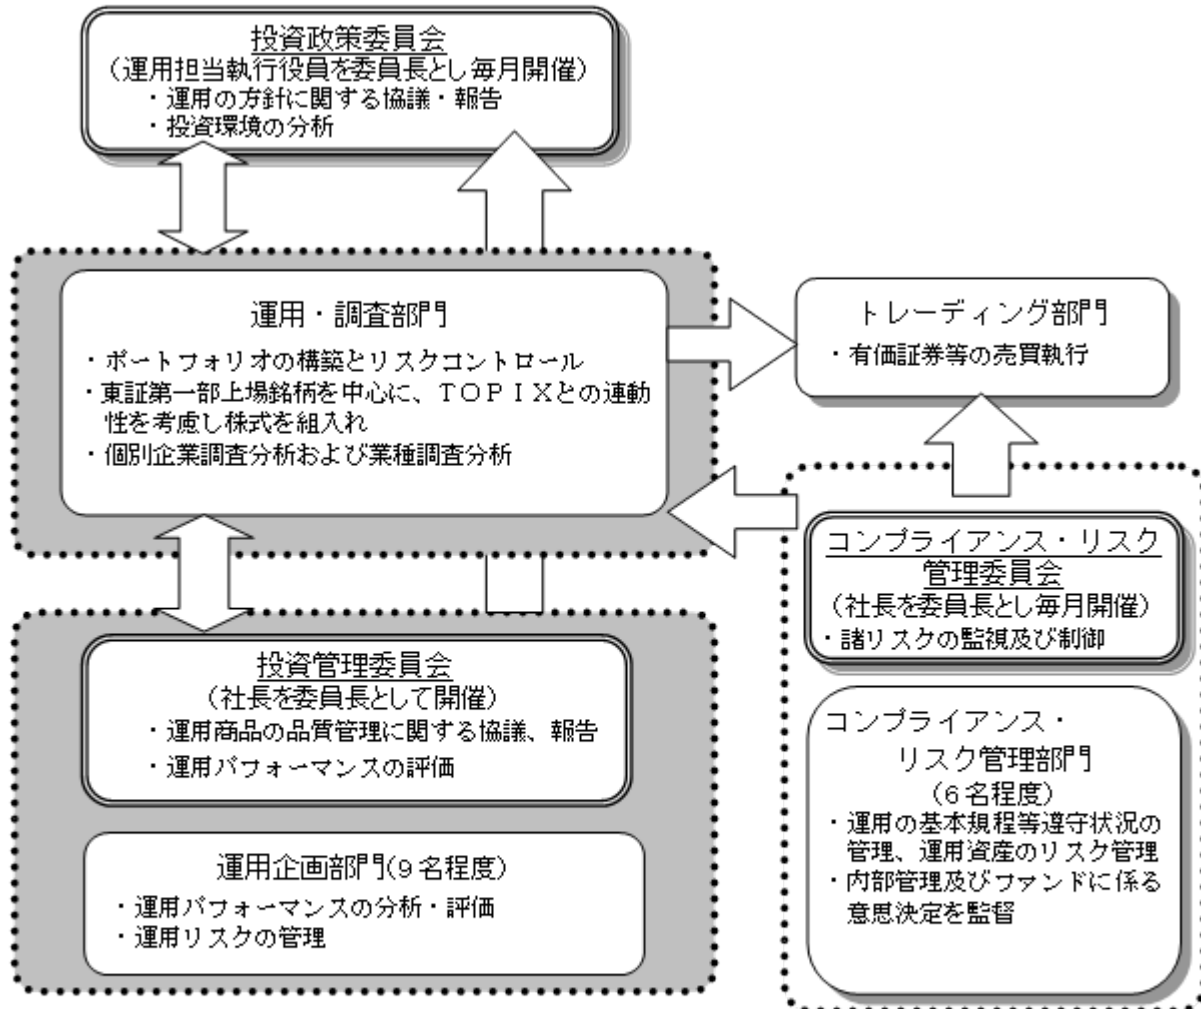 投資政策委員会
(運用担当執行役員を委員長とし毎月開催)
・運用の方針に関する協議・報告
・投資環境の分析
運用・調査部門
・ポートフォリオの構築とリスクコントロール
・東証第一部上場銘柄を中心に、ＴＯＰＩＸとの連動
性を考慮し株式を組入れ
・個別企業調査分析および業種調査分析
トレーディング部門
・有価証券等の売買執行
投資管理委員会
(社長を委員長として開催)
・運用商品の品質管理に関する協議、報告
・運用パフォーマンスの評価
運用企画部門(９名程度)
・運用パフォーマンスの分析・評価
・運用リスクの管理
コンプライアンス・リスク
管理委員会
(社長を委員長とし毎月開催)
・諸リスクの監視及び制御
コンプライアンス・
リスク管理部門
(６名程度)
・運用の基本規程等遵守状況の
管理、運用資産のリスク管理
・内部管理及びファンドに係る
意思決定を監督